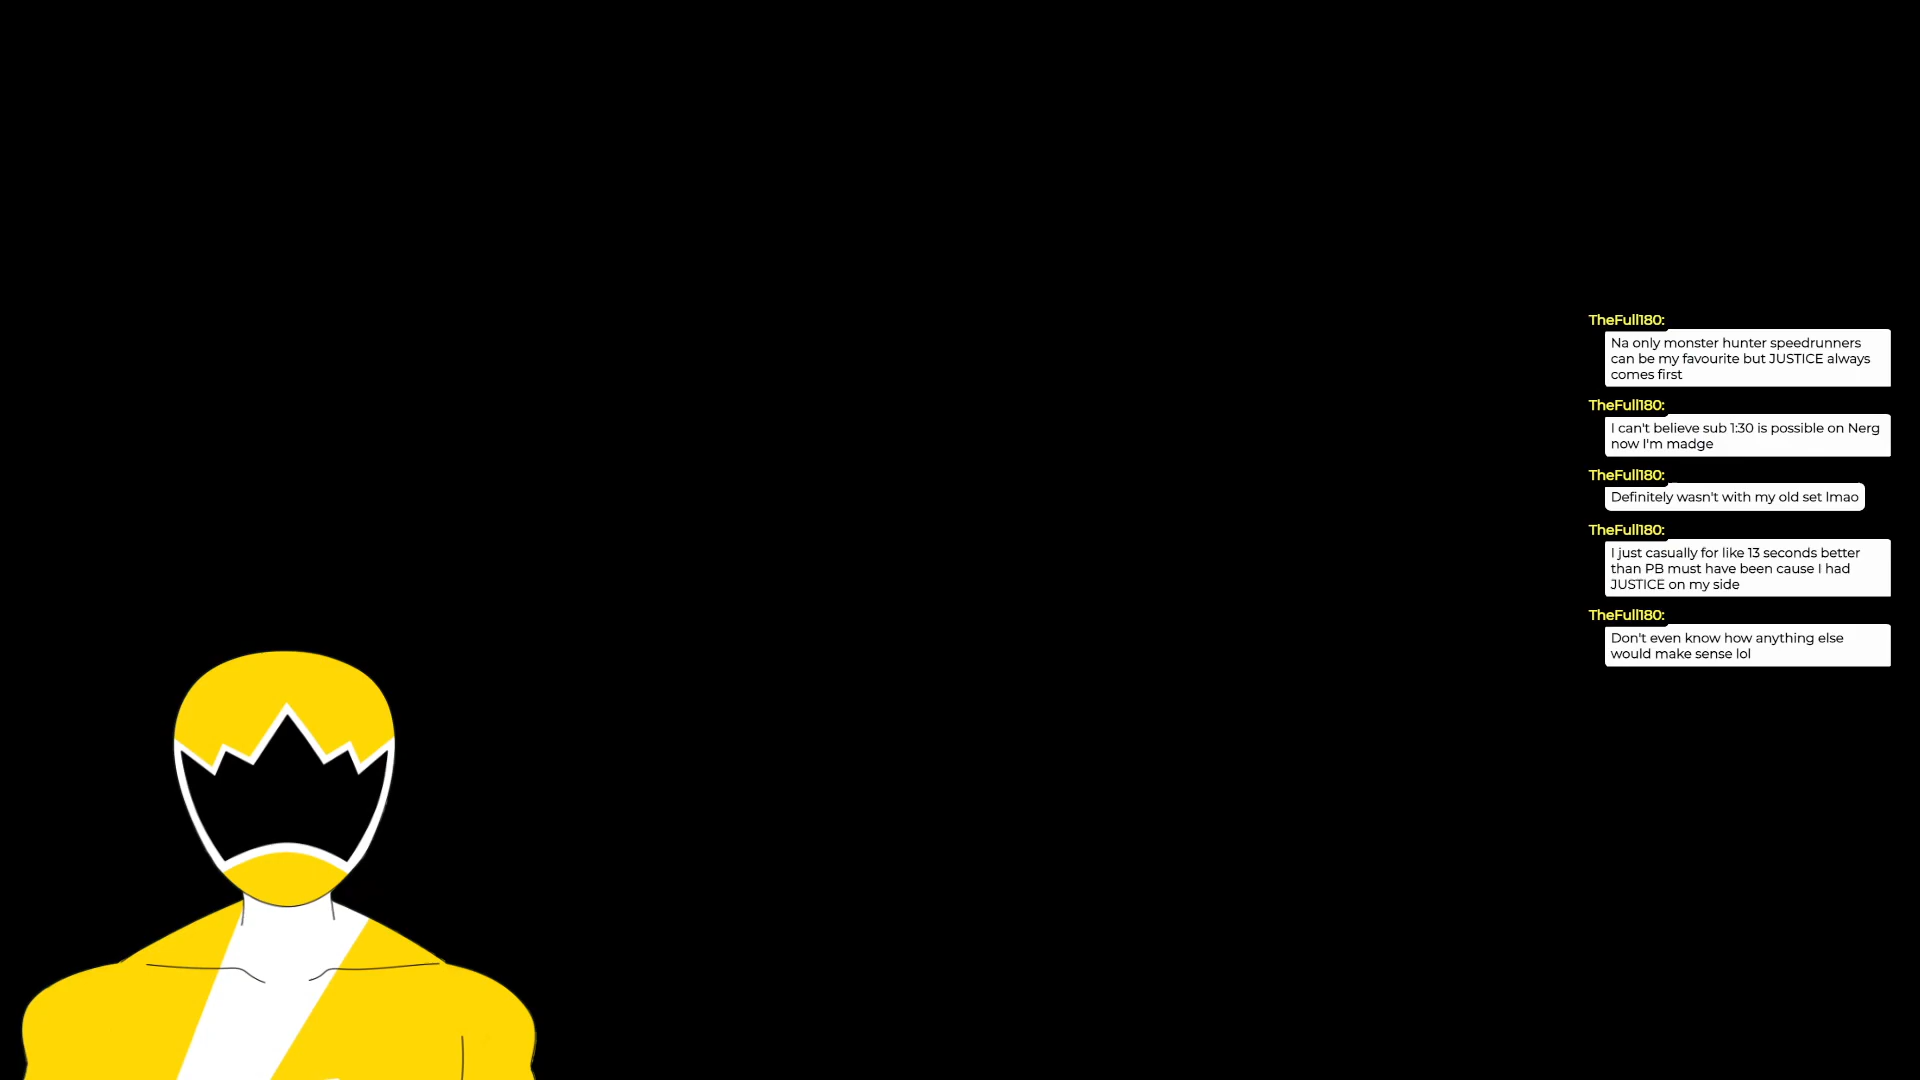 TheFull180:
Na only monster hunter speedrunners
can be my favourite but JUSTICE always
comes first
TheFull180:
I can't believe sub 1:30 is possible on Nerg
now I'm madge
TheFull180:
Definitely wasn't with my old set lmao
TheFull180:
I just casually for like 13 seconds better
than PB must have been cause I had
JUSTICE on my side
TheFull180:
Don't even know how anything else
would make sense lol